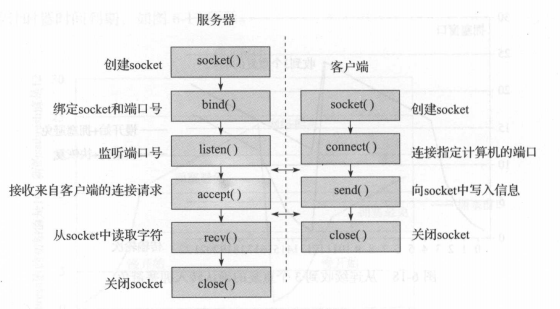 服务器
创建socket
socket( )
客户端
绑定socket和端口号
bind( )
socket( )
创建socket
监听端口号
listen( )
connect( )
连接指定计算机的端口
接收来自客户端的连接请求
accept( )
send( )
向socket中写入信息
从socket中读取字符
recv( )
close( )
关闭socket
关闭socket
close( )